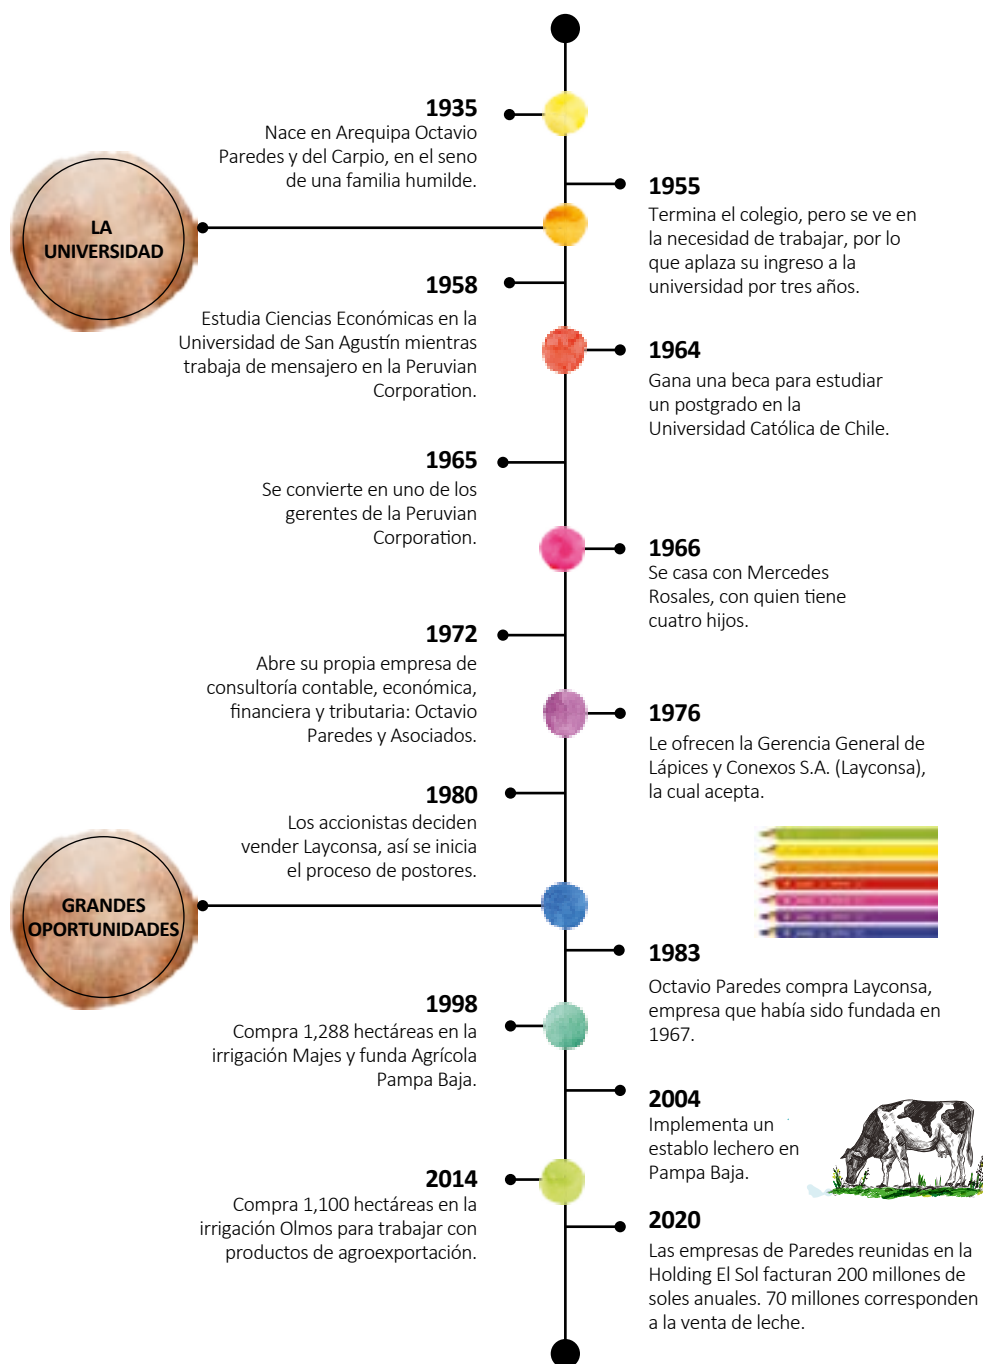 1935
Nace en Arequipa Octavio
Paredes y del Carpio, en el seno
de una familia humilde.
LA
UNIVERSIDAD
1955
Termina el colegio, pero se ve en
la necesidad de trabajar, por lo
que aplaza su ingreso a la
universidad por tres años.
1958
Estudia Ciencias Económicas en la
Universidad de San Agustín mientras
trabaja de mensajero en la Peruvian
Corporation.
1964
Gana una beca para estudiar
un postgrado en la
Universidad Católica de Chile.
1965
Se convierte en uno de los
gerentes de la Peruvian
Corporation.
1966
Se casa con Mercedes
Rosales, con quien tiene
cuatro hijos.
1972
Abre su propia empresa de
consultoría contable, económica,
financiera y tributaria: Octavio
Paredes y Asociados.
1976
Le ofrecen la Gerencia General de
Lápices y Conexos S.A. (Layconsa),
la cual acepta.
1980
Los accionistas deciden
vender Layconsa, así se inicia
el proceso de postores.
GRANDES
OPORTUNIDADES
1983
Octavio Paredes compra Layconsa,
empresa que había sido fundada en
1967.
1998
Compra 1,288 hectáreas en la
irrigación Majes y funda Agrícola
Pampa Baja.
2004
Implementa un
establo lechero en
Pampa Baja.
2014
Compra 1,100 hectáreas en la
irrigación Olmos para trabajar con
productos de agroexportación.
2020
Las empresas de Paredes reunidas en la
Holding El Sol facturan 200 millones de
soles anuales. 70 millones corresponden
a la venta de leche.